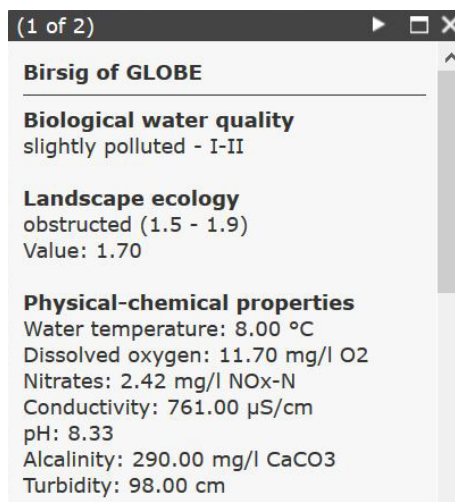 (1 of 2)
Birsig of GLOBE
Biological water quality
slightly polluted - I-II
Landscape ecology
obstructed (1.5 - 1.9)
Value: 1.70
Physical-chemical properties
Water temperature: 8.00 °C
Dissolved oxygen: 11.70 mg/l O2
Nitrates: 2.42 mg/l NOx-N
Conductivity: 761.00 µS/cm
pH: 8.33
Alcalinity: 290.00 mg/l CaCO3
Turbidity: 98.00 cm